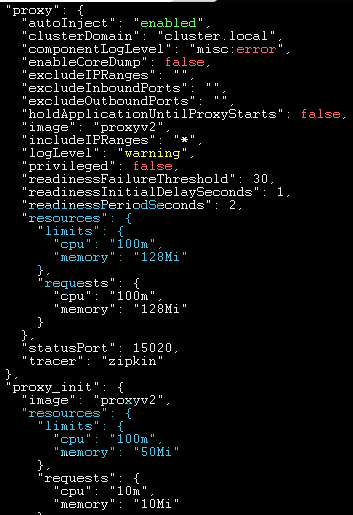 "proxy": {
"autoInject": "enabled",
"clusterDomain": "cluster.local",
"componentLogLevel": "misc:error",
"enableCoreDump": false,
"excludeIPRanges": "",
"excludeInboundPorts": "",
"excludeOutboundPorts": "",
"holdApplicationUntilProxyStarts": false,
"image": "proxyv2",
"includeIPRanges": "*",
"logLevel": "warning",
"privileged": false,
"readinessFailureThreshold": 30,
"readinessInitialDelaySeconds": 1,
"readinessPeriodSeconds": 2,
"resources": {
"limits": {
"cpu": "100m",
"memory": "128Mi"
},
"requests": {
"cpu": "100m",
"memory": "128Mi"
}
},
"statusPort": 15020,
"tracer": "zipkin"
},
"proxy_init": {
"image": "proxyv2",
"resources": {
"limits": {
"cpu": "100m",
"memory": "50Mi"
},
"requests": {
"cpu": "10m",
"memory": "10Mi"